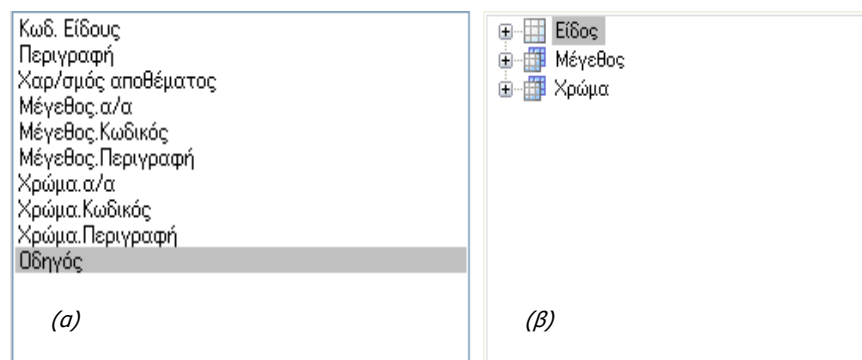 Κωδ. Είδους
Περιγραφή
Χαρ/σμός αποθέματος
Μέγεθος.α/α
Μέγεθος.Κωδικός
Μέγεθος.Περιγραφή
Χρώμα.α/α
Χρώμα.Κωδικός
Χρώμα.Περιγραφή
Οδηγός
(α)
Είδος
Μέγεθος
Χρώμα
(β)